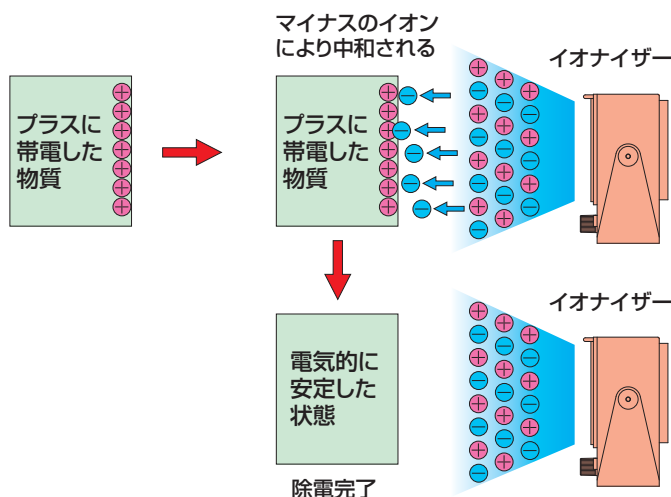 マイナスのイオン
により中和される
イオナイザー
プラスに
帯電した
物質
プラスに
帯電した
物質
イオナイザー
電気的に
安定した
状態
除電完了